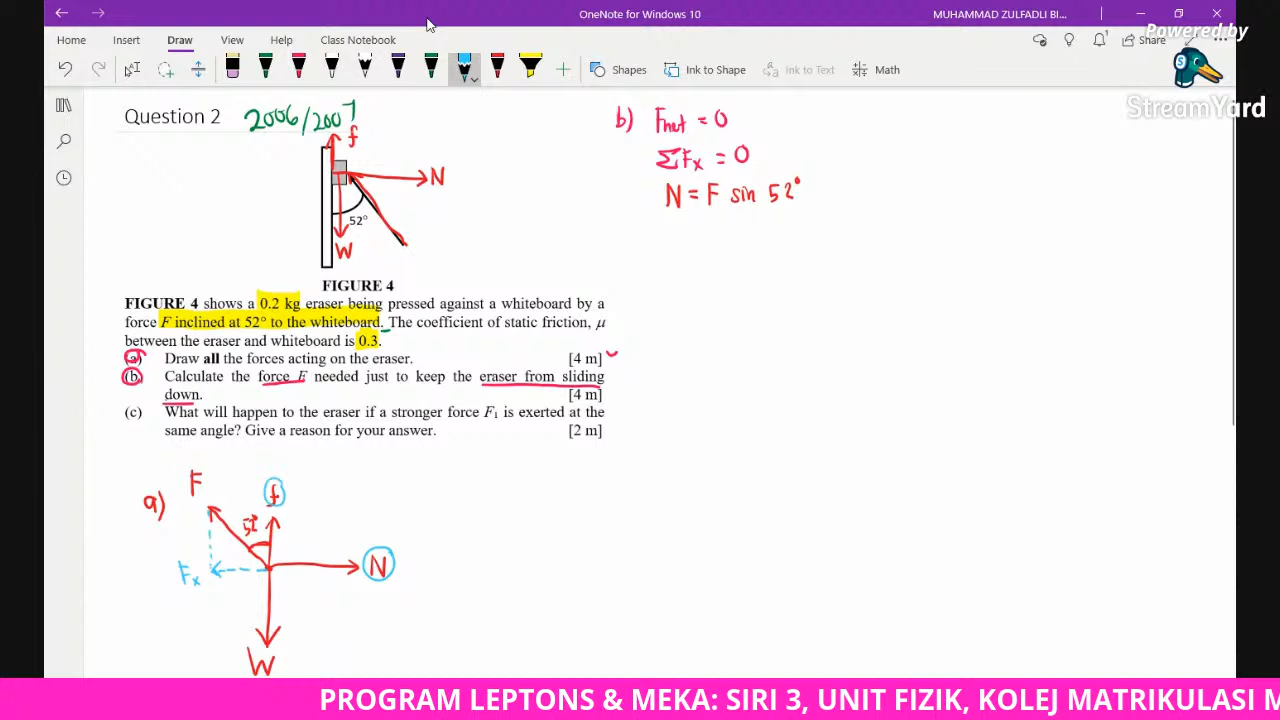 OneNote for Windows 10
MUHAMMAD ZULFADLI BI...
Powered by
Home Insert Draw View Help Class Notebook
Share
Shapes Ink to Shape Ink to Text Math
StreamYard
Question 2 2006/2007
f
N
52°
W
FIGURE 4
FIGURE 4 shows a 0.2 kg eraser being pressed against a whiteboard by a
force F inclined at 52° to the whiteboard. The coefficient of static friction, μ
between the eraser and whiteboard is 0.3.
(a) Draw all the forces acting on the eraser. [4 m]
(b) Calculate the force F needed just to keep the eraser from sliding
down. [4 m]
(c) What will happen to the eraser if a stronger force F₁ is exerted at the
same angle? Give a reason for your answer. [2 m]
a)
F
f
52°
Fx
N
W
b) Fnet = 0
ΣFx = 0
N = F sin 52°
PROGRAM LEPTONS & MEKA: SIRI 3, UNIT FIZIK, KOLEJ MATRIKULASI M